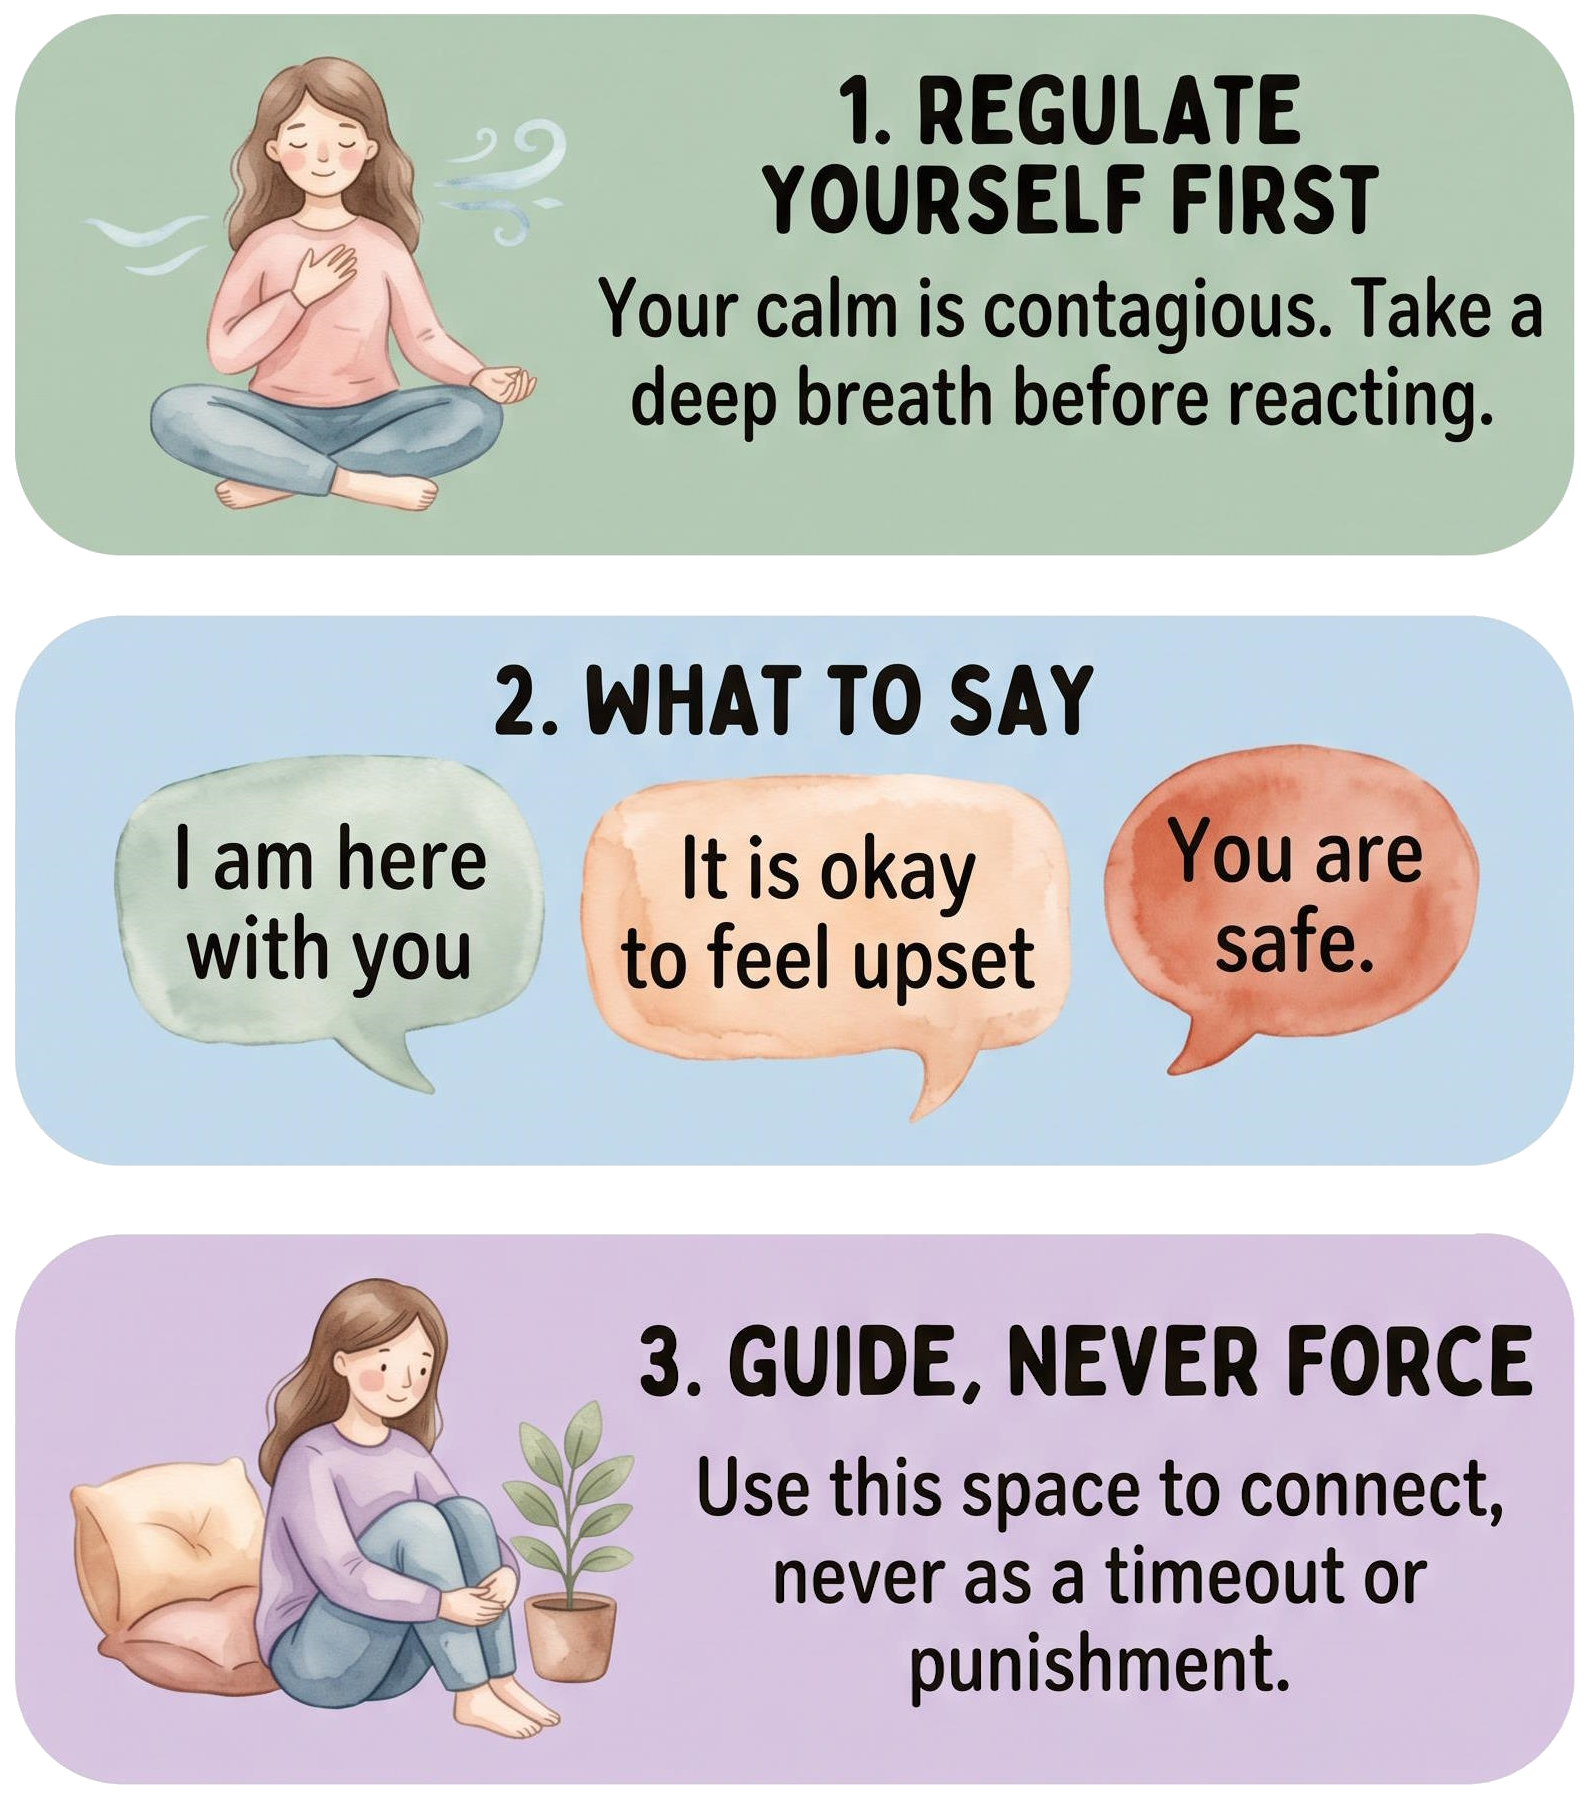 1. REGULATE
YOURSELF FIRST
Your calm is contagious. Take a
deep breath before reacting.
2. WHAT TO SAY
I am here
with you
It is okay
to feel upset
You are
safe.
3. GUIDE, NEVER FORCE
Use this space to connect,
never as a timeout or
punishment.